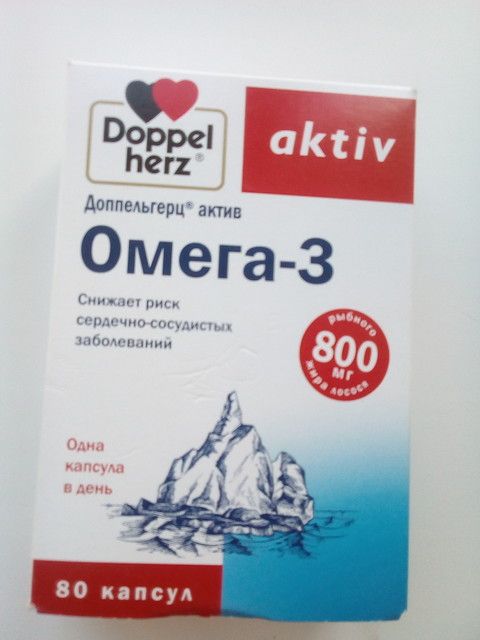 Doppel
herz®
aktiv
Доппельгерц® актив
Омега-3
Снижает риск
сердечно-сосудистых
заболеваний
рыбного
800
мг
жира лосося
Одна
капсула
в день
80 капсул